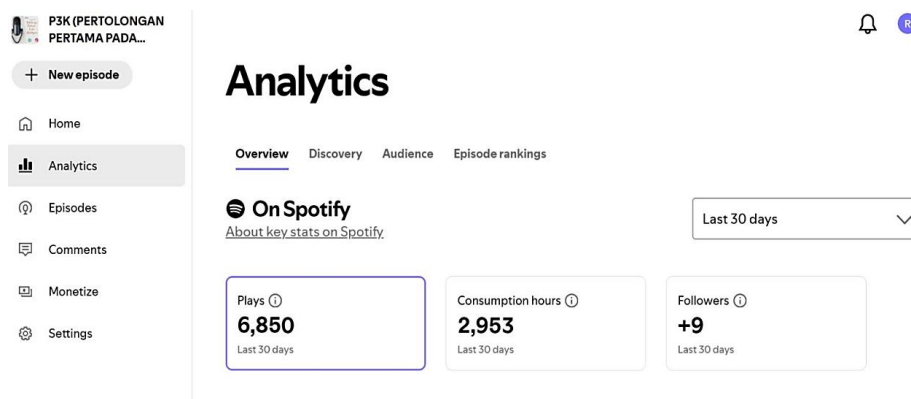 P3K (PERTOLONGAN
PERTAMA PADA...
New episode
Home
Analytics
Episodes
Comments
Monetize
Settings
R
Analytics
Overview Discovery Audience Episode rankings
On Spotify
About key stats on Spotify
Last 30 days
Plays
6,850
Last 30 days
Consumption hours
2,953
Last 30 days
Followers
+9
Last 30 days